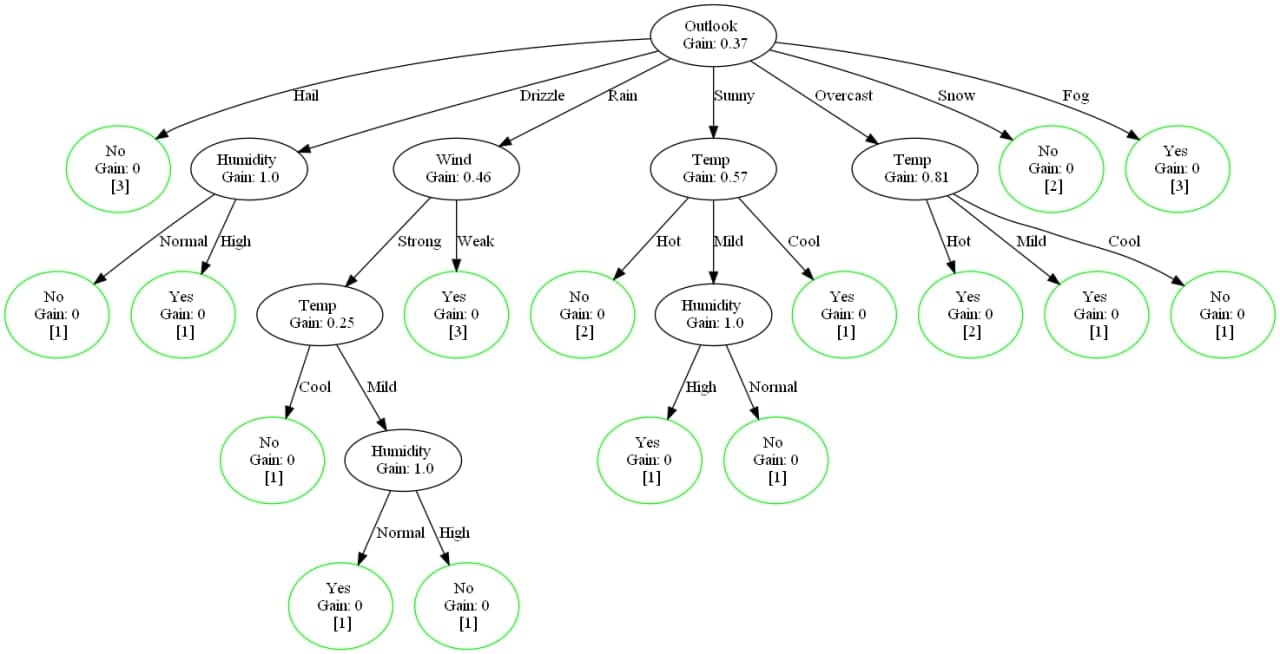 Outlook
Gain: 0.37
Hail
Drizzle
Rain
Sunny
Overcast
Snow
Fog
No
Gain: 0
[3]
Humidity
Gain: 1.0
Wind
Gain: 0.46
Temp
Gain: 0.57
Temp
Gain: 0.81
No
Gain: 0
[2]
Yes
Gain: 0
[3]
Normal
High
Strong
Weak
Hot
Mild
Cool
Hot
Mild
Cool
No
Gain: 0
[1]
Yes
Gain: 0
[1]
Temp
Gain: 0.25
Yes
Gain: 0
[3]
No
Gain: 0
[2]
Humidity
Gain: 1.0
Yes
Gain: 0
[1]
Yes
Gain: 0
[2]
Yes
Gain: 0
[1]
No
Gain: 0
[1]
Cool
Mild
High
Normal
No
Gain: 0
[1]
Humidity
Gain: 1.0
Yes
Gain: 0
[1]
No
Gain: 0
[1]
Normal
High
Yes
Gain: 0
[1]
No
Gain: 0
[1]